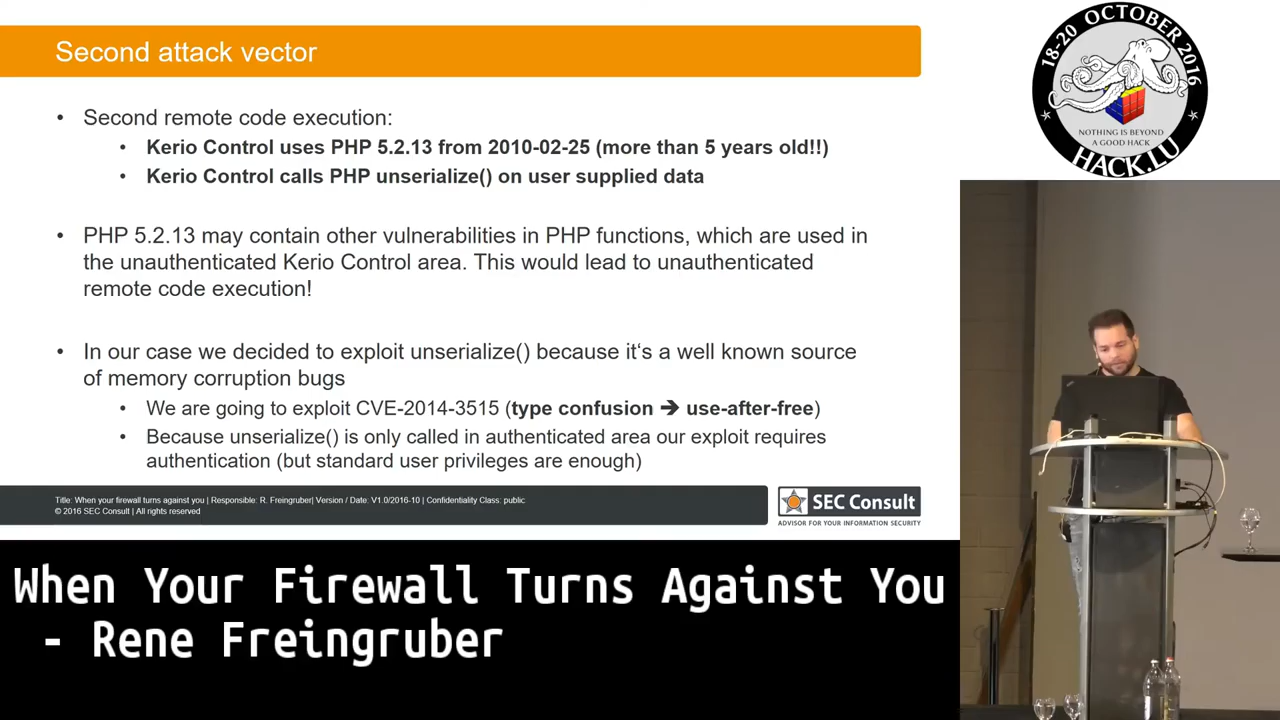 Second attack vector
• Second remote code execution:
• Kerio Control uses PHP 5.2.13 from 2010-02-25 (more than 5 years old!!)
• Kerio Control calls PHP unserialize() on user supplied data
• PHP 5.2.13 may contain other vulnerabilities in PHP functions, which are used in
the unauthenticated Kerio Control area. This would lead to unauthenticated
remote code execution!
• In our case we decided to exploit unserialize() because it‘s a well known source
of memory corruption bugs
• We are going to exploit CVE-2014-3515 (type confusion ➔ use-after-free)
• Because unserialize() is only called in authenticated area our exploit requires
authentication (but standard user privileges are enough)
Title: When your firewall turns against you | Responsible: R. Freingruber| Version / Date: V1.0/2016-10 | Confidentiality Class: public
© 2016 SEC Consult | All rights reserved
SEC Consult
ADVISOR FOR YOUR INFORMATION SECURITY
18-20 OCTOBER 2016
NOTHING IS BEYOND
A GOOD HACK
HACK.LU
When Your Firewall Turns Against You
- Rene Freingruber